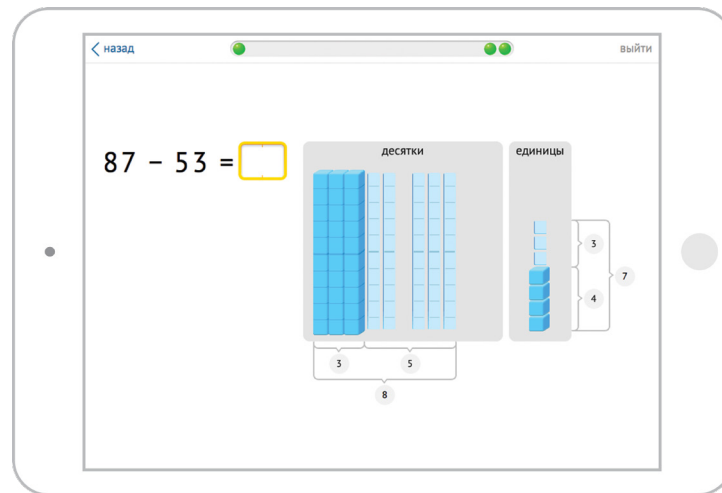 назад
выйти
87 − 53 =
десятки
единицы
3
7
4
3
5
8